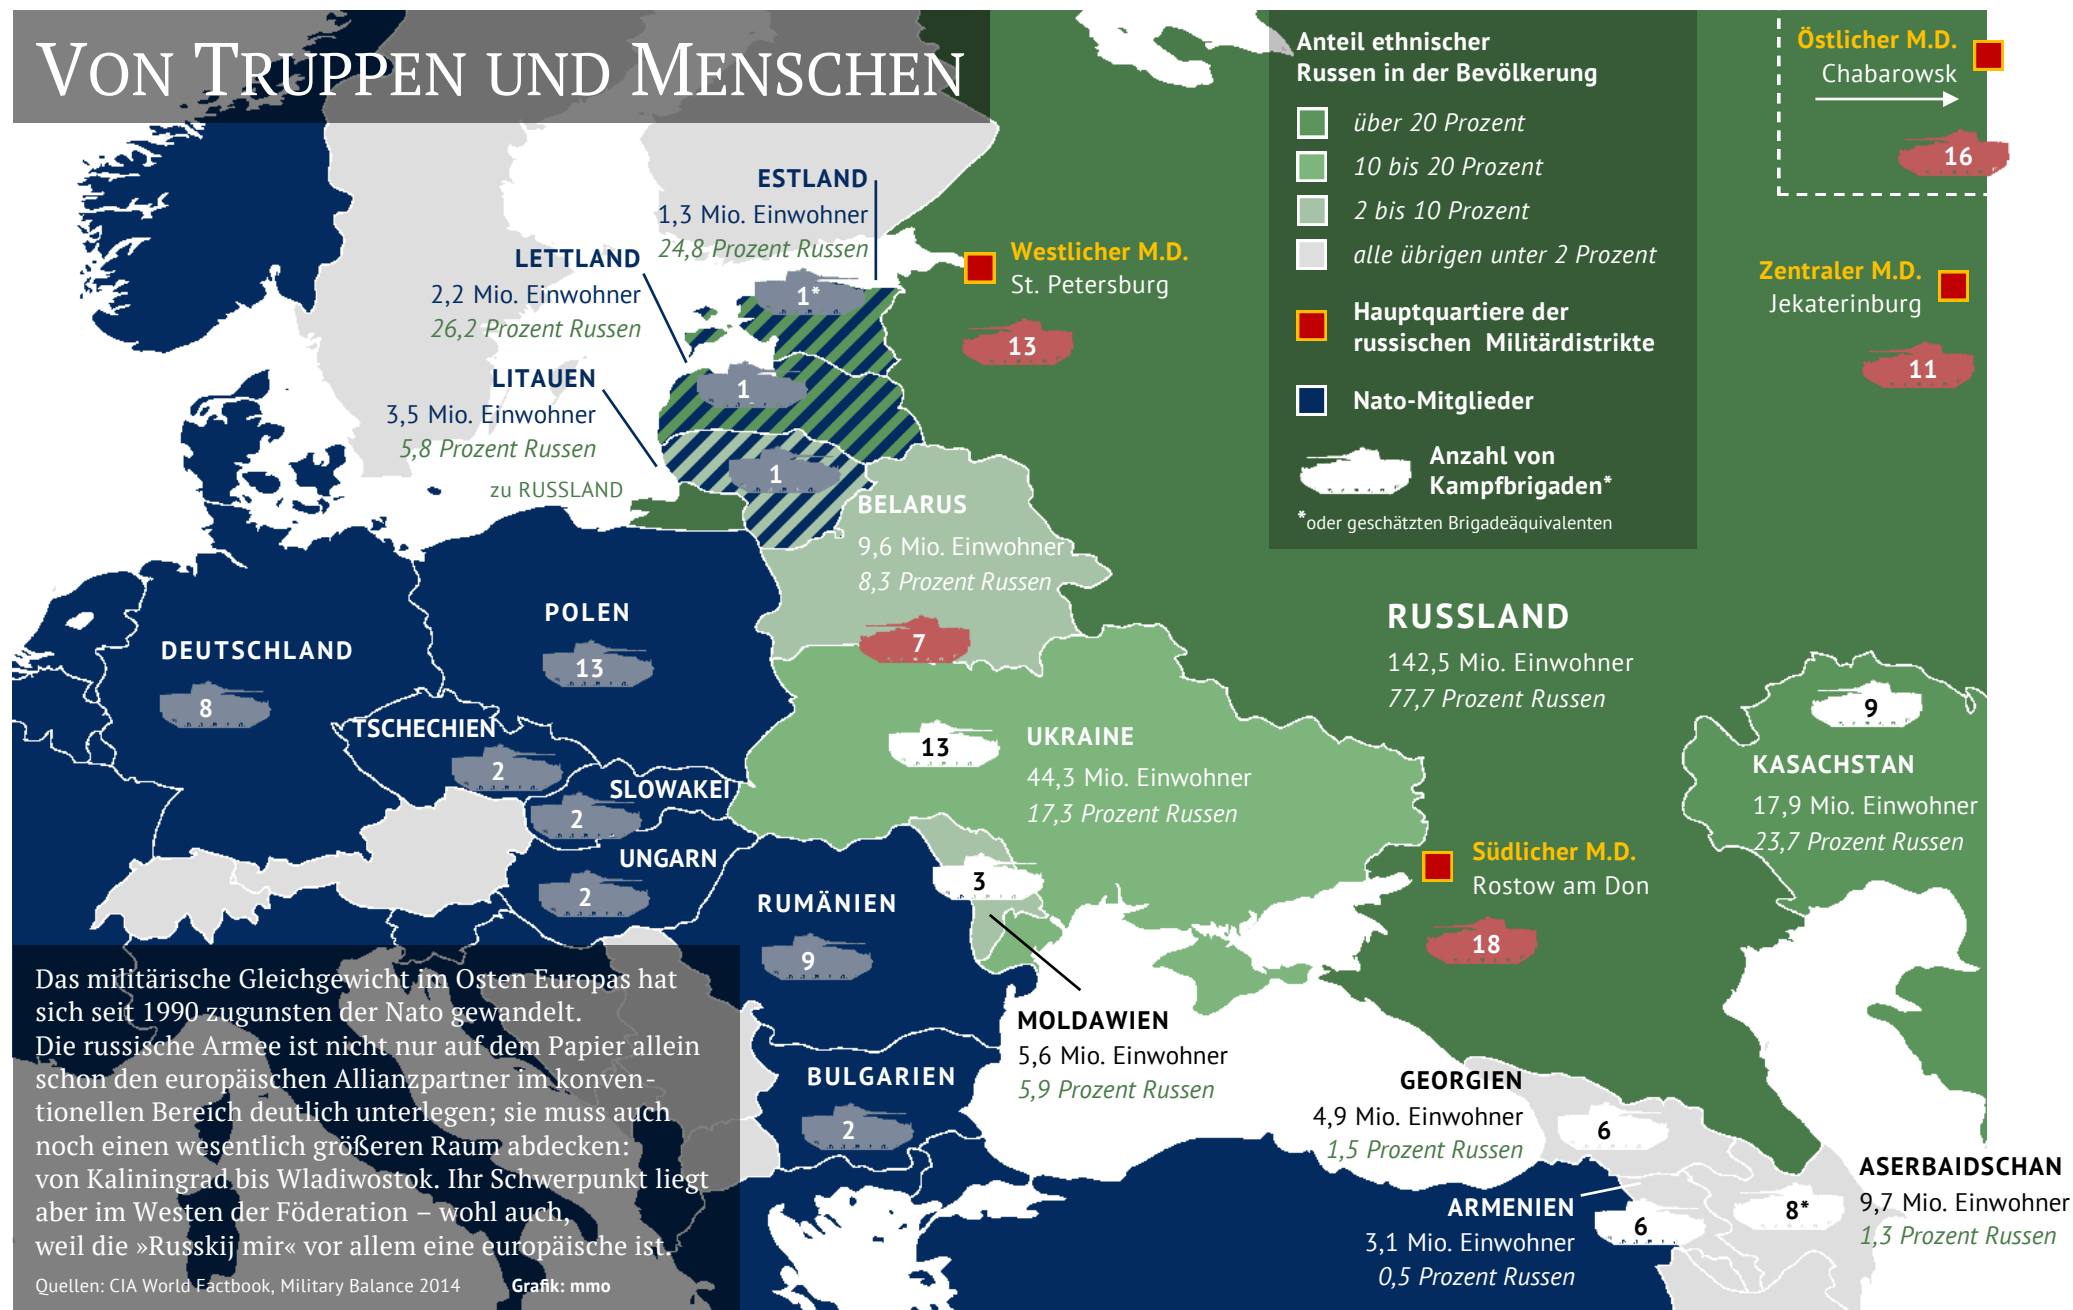 VON TRUPPEN UND MENSCHEN
Anteil ethnischer
Russen in der Bevölkerung
über 20 Prozent
10 bis 20 Prozent
2 bis 10 Prozent
alle übrigen unter 2 Prozent
Hauptquartiere der
russischen Militärdistrikte
Nato-Mitglieder
Anzahl von
Kampfbrigaden*
*oder geschätzten Brigadeäquivalenten
Östlicher M.D.
Chabarowsk
16
Zentraler M.D.
Jekaterinburg
11
Westlicher M.D.
St. Petersburg
13
ESTLAND
1,3 Mio. Einwohner
24,8 Prozent Russen
1*
LETTLAND
2,2 Mio. Einwohner
26,2 Prozent Russen
1
LITAUEN
3,5 Mio. Einwohner
5,8 Prozent Russen
1
zu RUSSLAND
BELARUS
9,6 Mio. Einwohner
8,3 Prozent Russen
7
POLEN
13
DEUTSCHLAND
8
TSCHECHIEN
2
SLOWAKEI
2
UNGARN
2
RUSSLAND
142,5 Mio. Einwohner
77,7 Prozent Russen
UKRAINE
13
44,3 Mio. Einwohner
17,3 Prozent Russen
9
KASACHSTAN
17,9 Mio. Einwohner
23,7 Prozent Russen
Südlicher M.D.
Rostow am Don
18
RUMÄNIEN
9
3
MOLDAWIEN
5,6 Mio. Einwohner
5,9 Prozent Russen
BULGARIEN
2
GEORGIEN
4,9 Mio. Einwohner
1,5 Prozent Russen
6
ARMENIEN
3,1 Mio. Einwohner
0,5 Prozent Russen
6
ASERBAIDSCHAN
9,7 Mio. Einwohner
1,3 Prozent Russen
8*
Das militärische Gleichgewicht im Osten Europas hat
sich seit 1990 zugunsten der Nato gewandelt.
Die russische Armee ist nicht nur auf dem Papier allein
schon den europäischen Allianzpartner im konven-
tionellen Bereich deutlich unterlegen; sie muss auch
noch einen wesentlich größeren Raum abdecken:
von Kaliningrad bis Wladiwostok. Ihr Schwerpunkt liegt
aber im Westen der Föderation – wohl auch,
weil die »Russkij mir« vor allem eine europäische ist.
Quellen: CIA World Factbook, Military Balance 2014 Grafik: mmo